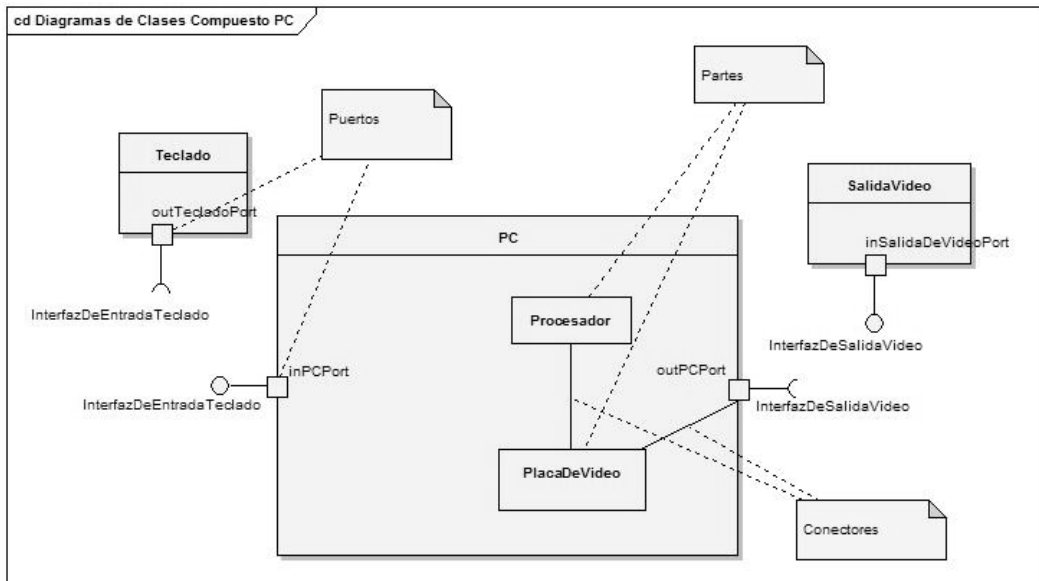 cd Diagramas de Clases Compuesto PC
Partes
Puertos
Teclado
SalidaVideo
outTecladoPort
PC
inSalidaDeVideoPort
InterfazDeEntradaTeclado
Procesador
InterfazDeSalidaVideo
inPCPort
outPCPort
InterfazDeEntradaTeclado
InterfazDeSalidaVideo
PlacaDeVideo
Conectores